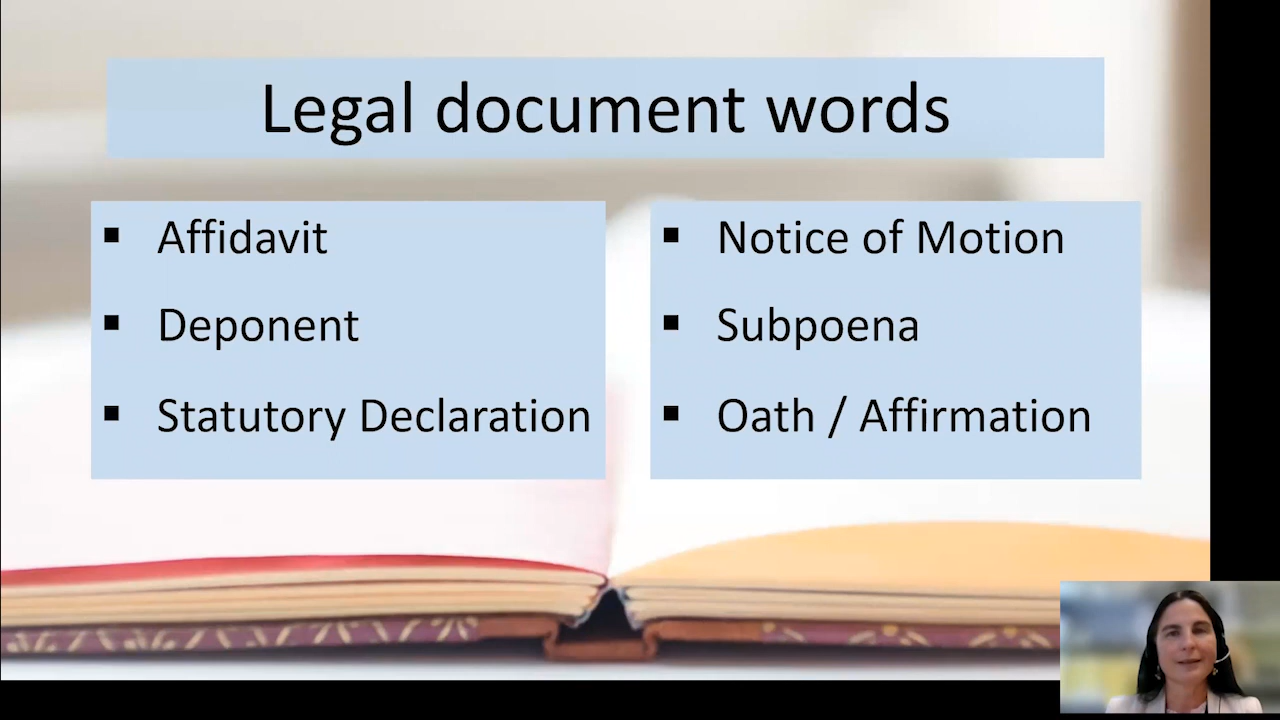 Legal document words
▪ Affidavit
▪ Deponent
▪ Statutory Declaration
▪ Notice of Motion
▪ Subpoena
▪ Oath / Affirmation